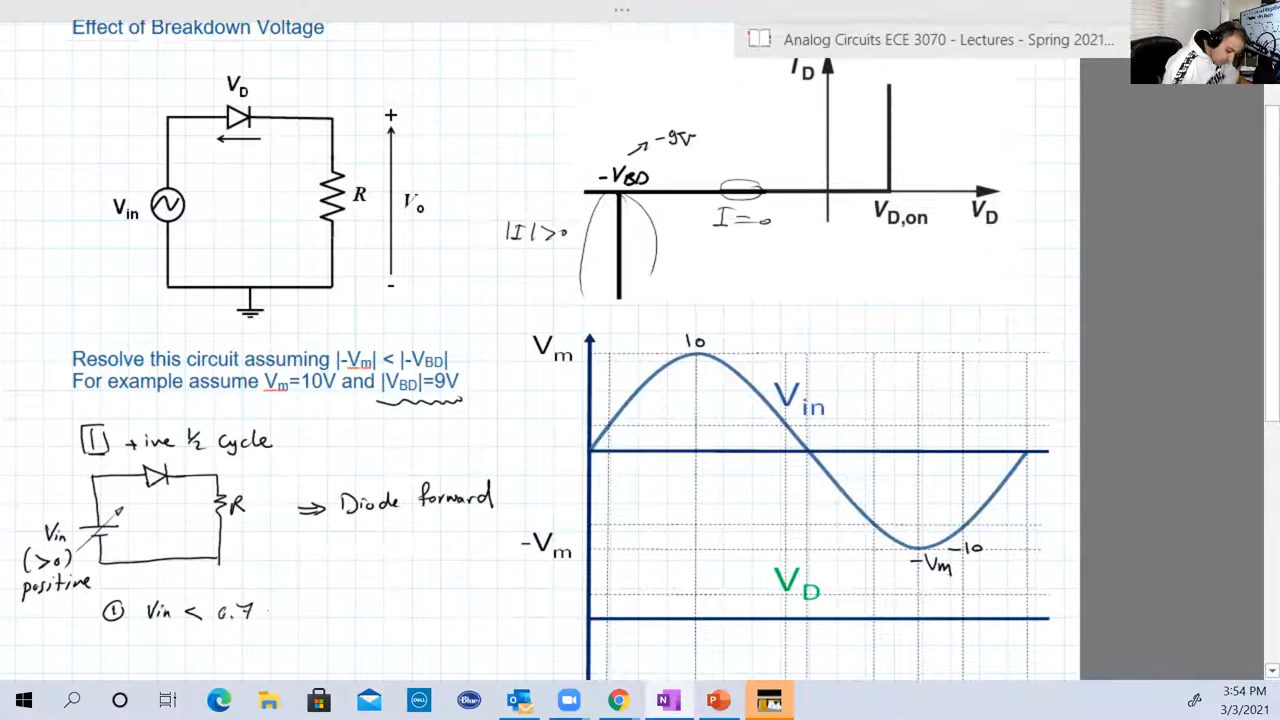 Effect of Breakdown Voltage
Analog Circuits ECE 3070 - Lectures - Spring 2021...
VD
Vin
R
+
Vo
-
ID
→ -9V
-VBD
|I| >0
I=0
VD,on
VD
Resolve this circuit assuming |-Vm| < |-VBD|
For example assume Vm=10V and |VBD|=9V
1 +ive ½ cycle
Vin
(>0)
positive
R
⇒ Diode forward
① Vin < 0.7
Vm
10
Vin
-Vm
-10
-Vm
VD
DELL
Blue
N
P
3:54 PM
3/3/2021